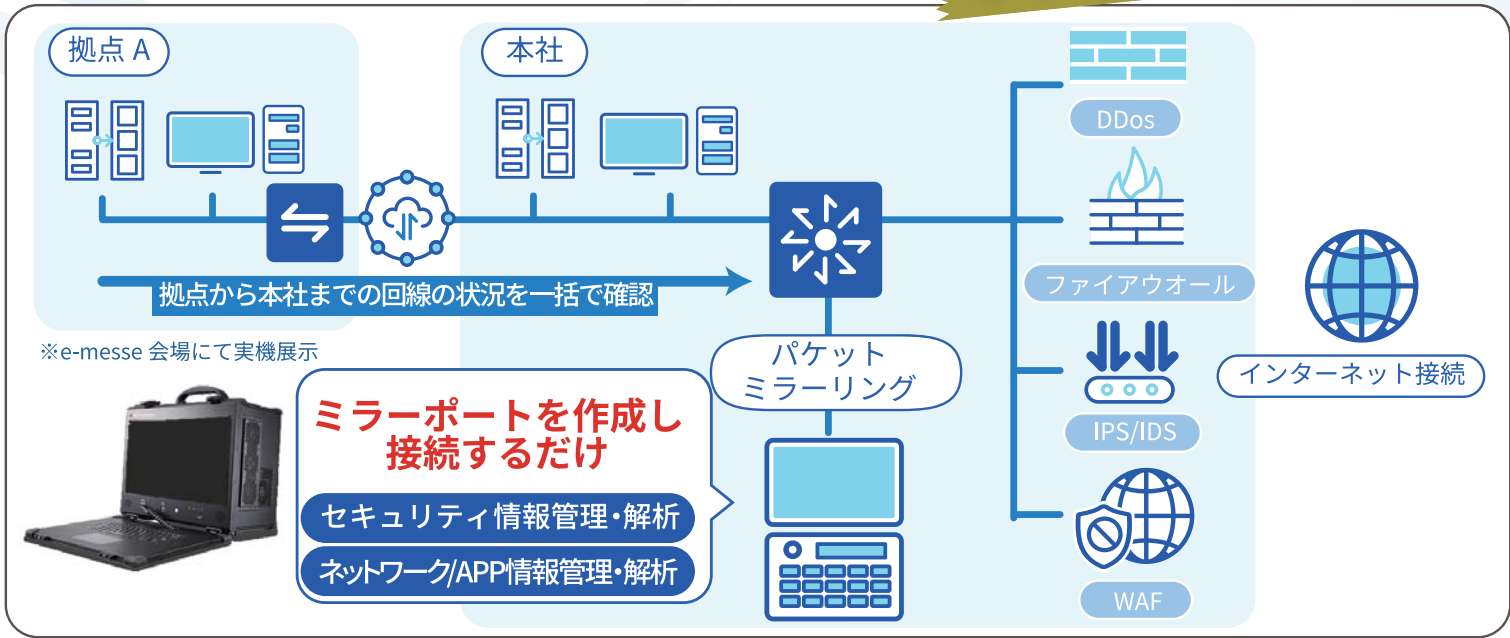 拠点 A
本社
DDos
ファイアウオール
拠点から本社までの回線の状況を一括で確認
※e-messe 会場にて実機展示
パケット
ミラーリング
インターネット接続
ミラーポートを作成し
接続するだけ
IPS/IDS
セキュリティ情報管理・解析
ネットワーク/APP情報管理・解析
WAF